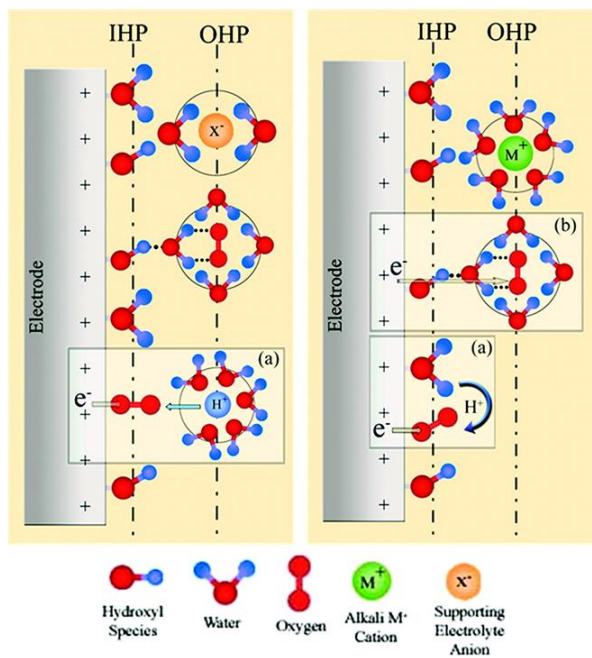 IHP OHP
+
+
X⁻
+
+
+
Electrode
+
(a)
e⁻
+
H⁺
+
+
IHP OHP
+
+
M⁺
+
(b)
e⁻
+
+
Electrode
+
(a)
H⁺
e⁻
+
+
+
Hydroxyl
Species
Water
Oxygen
M⁺
Alkali M⁺
Cation
X⁻
Supporting
Electrolyte
Anion